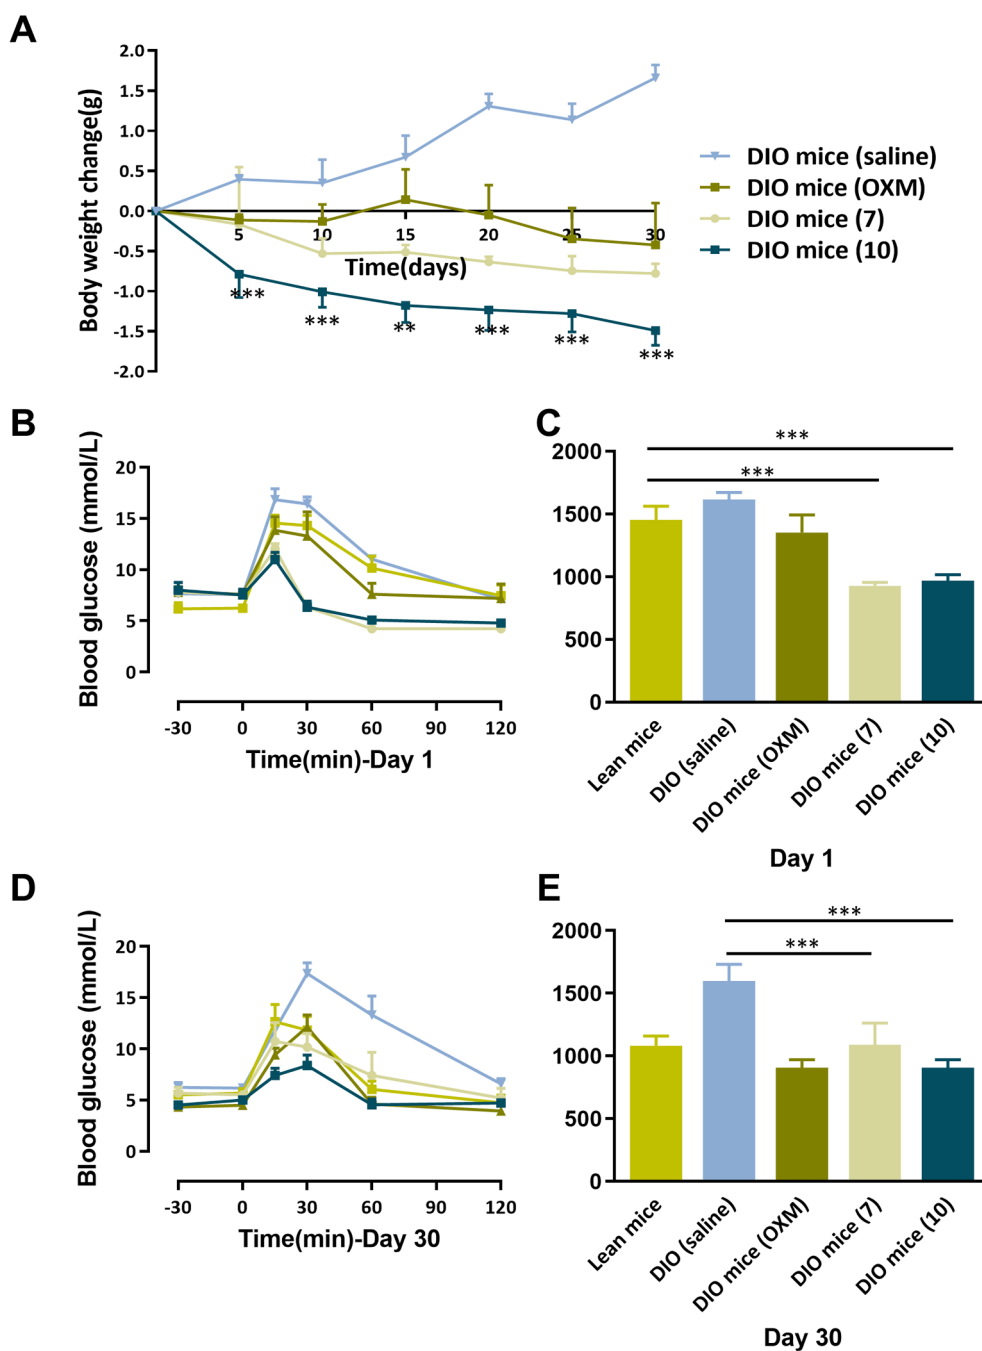 A
Body weight change(g)
2.0
1.5
1.0
0.5
0.0
-0.5
-1.0
-1.5
-2.0
5 10 15 20 25 30
Time(days)
*** *** ** *** *** ***
DIO mice (saline)
DIO mice (OXM)
DIO mice (7)
DIO mice (10)
B
Blood glucose (mmol/L)
20
15
10
5
0
-30 0 30 60 90 120
Time(min)-Day 1
C
2000
1500
1000
500
0
***
***
Lean mice
DIO (saline)
DIO mice (OXM)
DIO mice (7)
DIO mice (10)
Day 1
D
Blood glucose (mmol/L)
20
15
10
5
0
-30 0 30 60 90 120
Time(min)-Day 30
E
2000
1500
1000
500
0
***
***
Lean mice
DIO (saline)
DIO mice (OXM)
DIO mice (7)
DIO mice (10)
Day 30